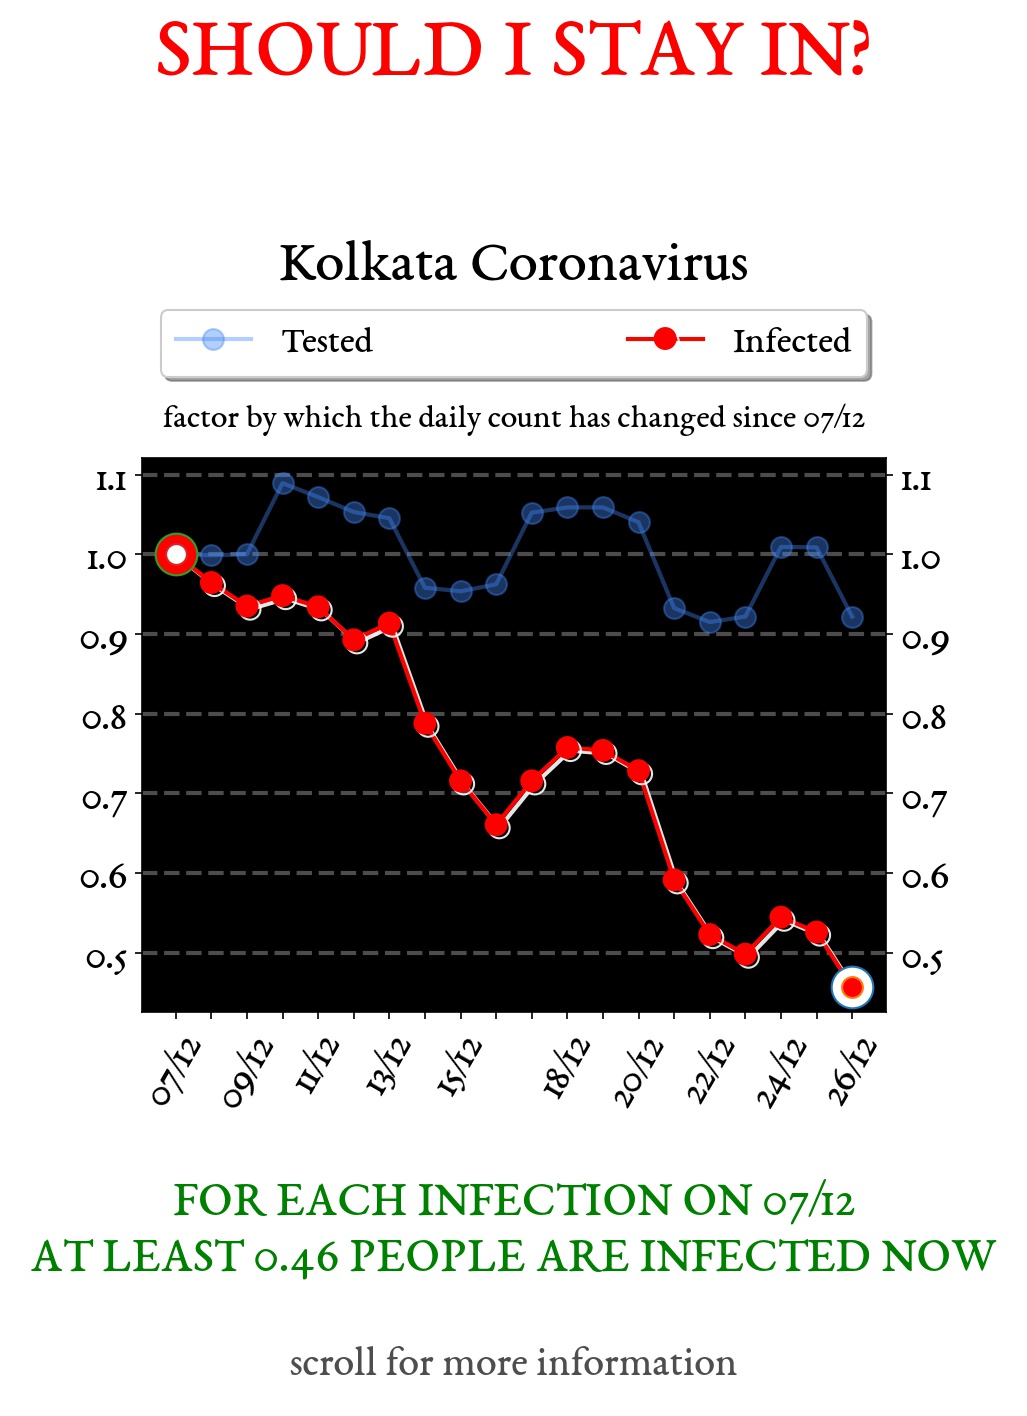 SHOULD I STAY IN?
Kolkata Coronavirus
Tested Infected
factor by which the daily count has changed since 07/12
1.1 1.1
1.0 1.0
0.9 0.9
0.8 0.8
0.7 0.7
0.6 0.6
0.5 0.5
07/12 09/12 11/12 13/12 15/12 18/12 20/12 22/12 24/12 26/12
FOR EACH INFECTION ON 07/12
AT LEAST 0.46 PEOPLE ARE INFECTED NOW
scroll for more information